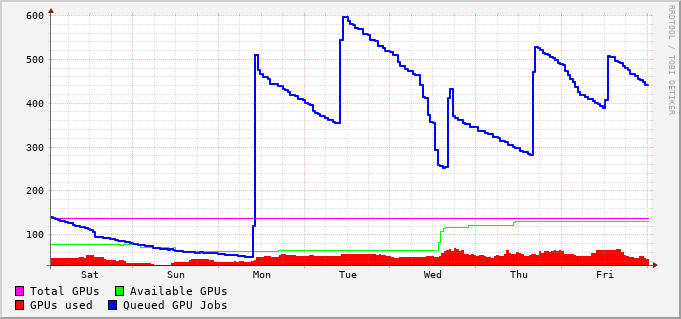 600
500
400
300
200
100
Sat Sun Mon Tue Wed Thu Fri
Total GPUs Available GPUs
GPUs used Queued GPU Jobs
RRDTOOL / TOBI OETIKER